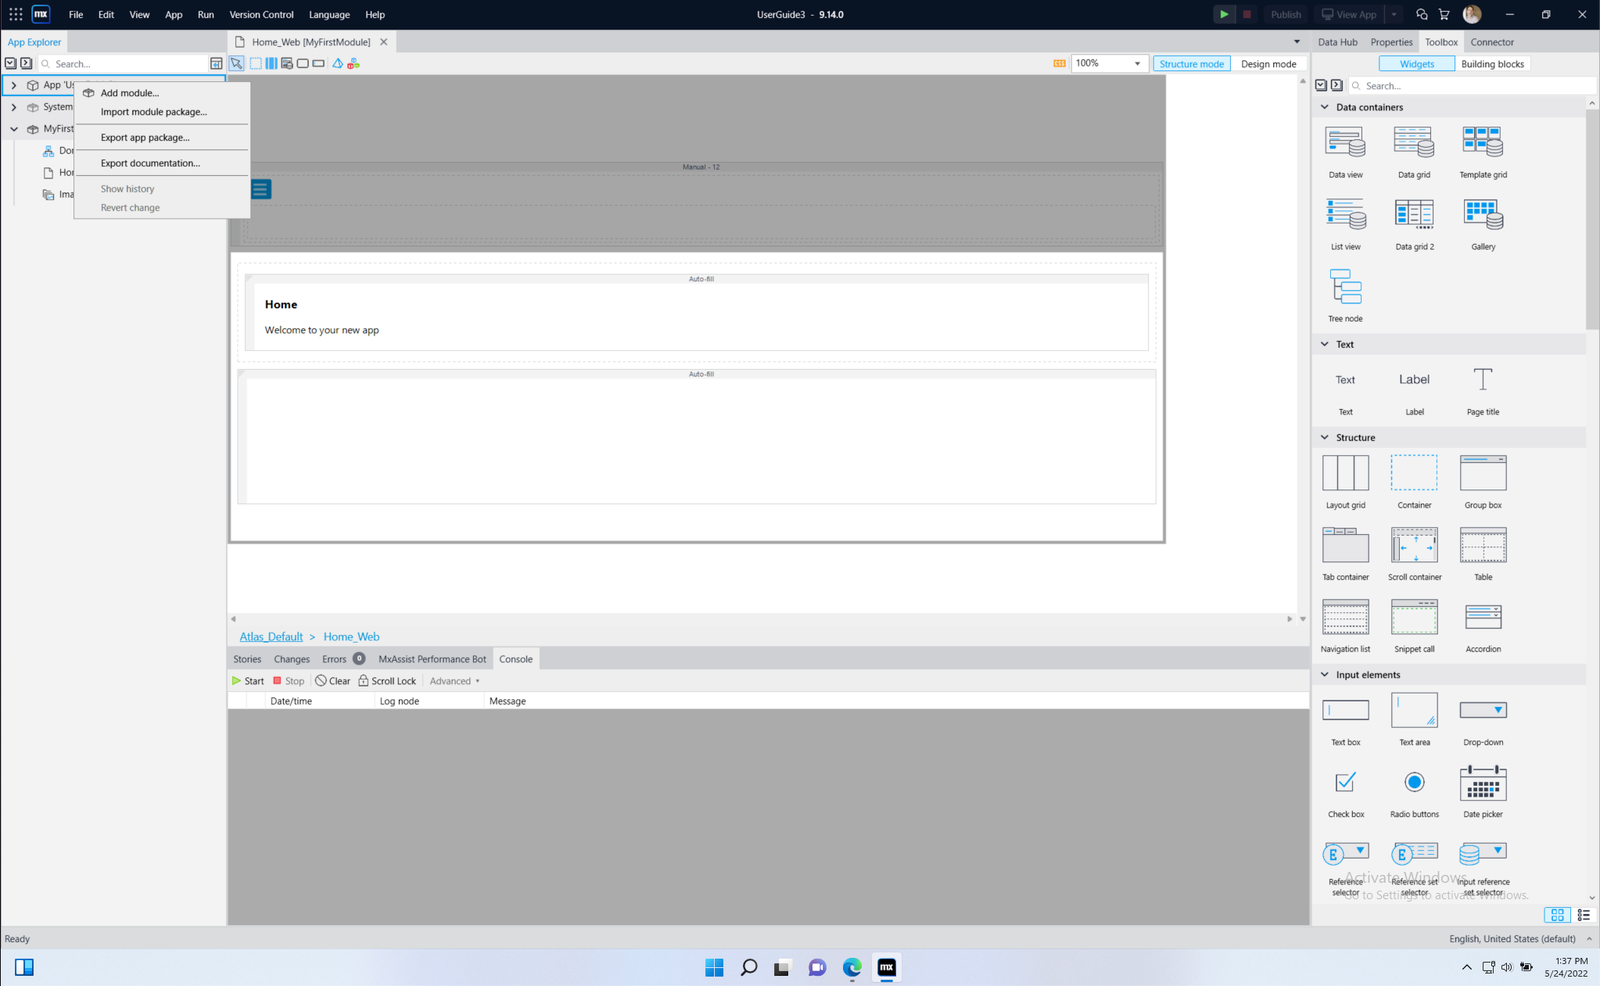 mx File Edit View App Run Version Control Language Help UserGuide3 - 9.14.0 Publish View App
App Explorer Home_Web [MyFirstModule] Data Hub Properties Toolbox Connector
Search... 100% Structure mode Design mode Widgets Building blocks
Search...
App 'Us
System
MyFirst
Dor
Hor
Ima
Add module...
Import module package...
Export app package...
Export documentation...
Show history
Revert change
Manual - 12
Auto-fill
Home
Welcome to your new app
Auto-fill
Atlas_Default > Home_Web
Stories Changes Errors 0 MxAssist Performance Bot Console
Start Stop Clear Scroll Lock Advanced
Date/time Log node Message
Data containers
Data view Data grid Template grid
List view Data grid 2 Gallery
Tree node
Text
Text Label
Text Label Page title
Structure
Layout grid Container Group box
Tab container Scroll container Table
Navigation list Snippet call Accordion
Input elements
Text box Text area Drop-down
Check box Radio buttons Date picker
E E
Reference selector Reference set selector Input reference set selector
Activate Windows
Go to Settings to activate Windows.
Ready English, United States (default)
mx
1:37 PM
5/24/2022